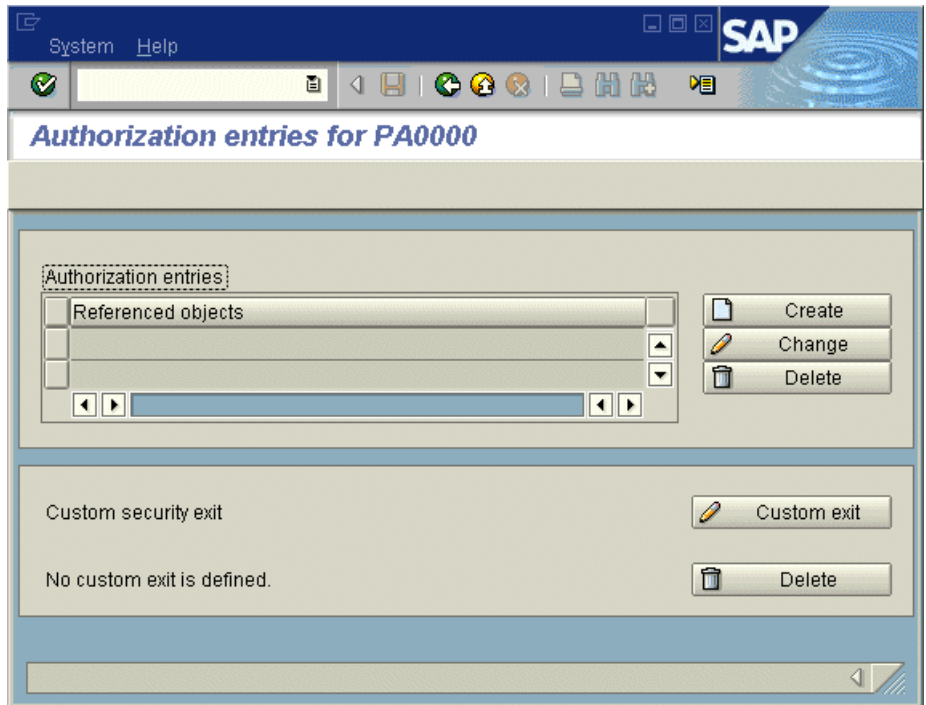 System Help
SAP
Authorization entries for PA0000
Authorization entries
Referenced objects
Create
Change
Delete
Custom security exit
Custom exit
No custom exit is defined.
Delete